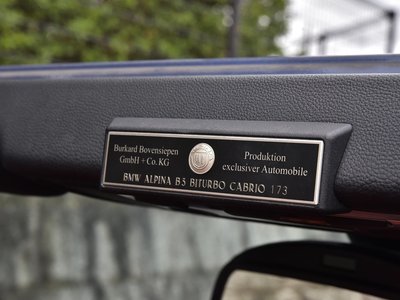 Burkard Bovensiepen
GmbH + Co. KG
Produktion
exclusiver Automobile
BMW ALPINA B5 BITURBO CABRIO 173